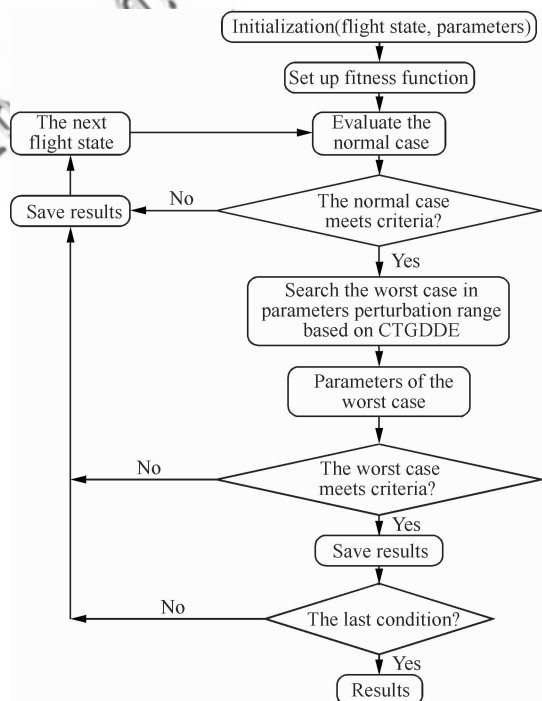 Initialization(flight state, parameters)
Set up fitness function
The next
flight state
Evaluate the
normal case
No
Save results
The normal case
meets criteria?
Yes
Search the worst case in
parameters perturbation range
based on CTGDDE
Parameters of the
worst case
No
The worst case
meets criteria?
Yes
Save results
No
The last condition?
Yes
Results